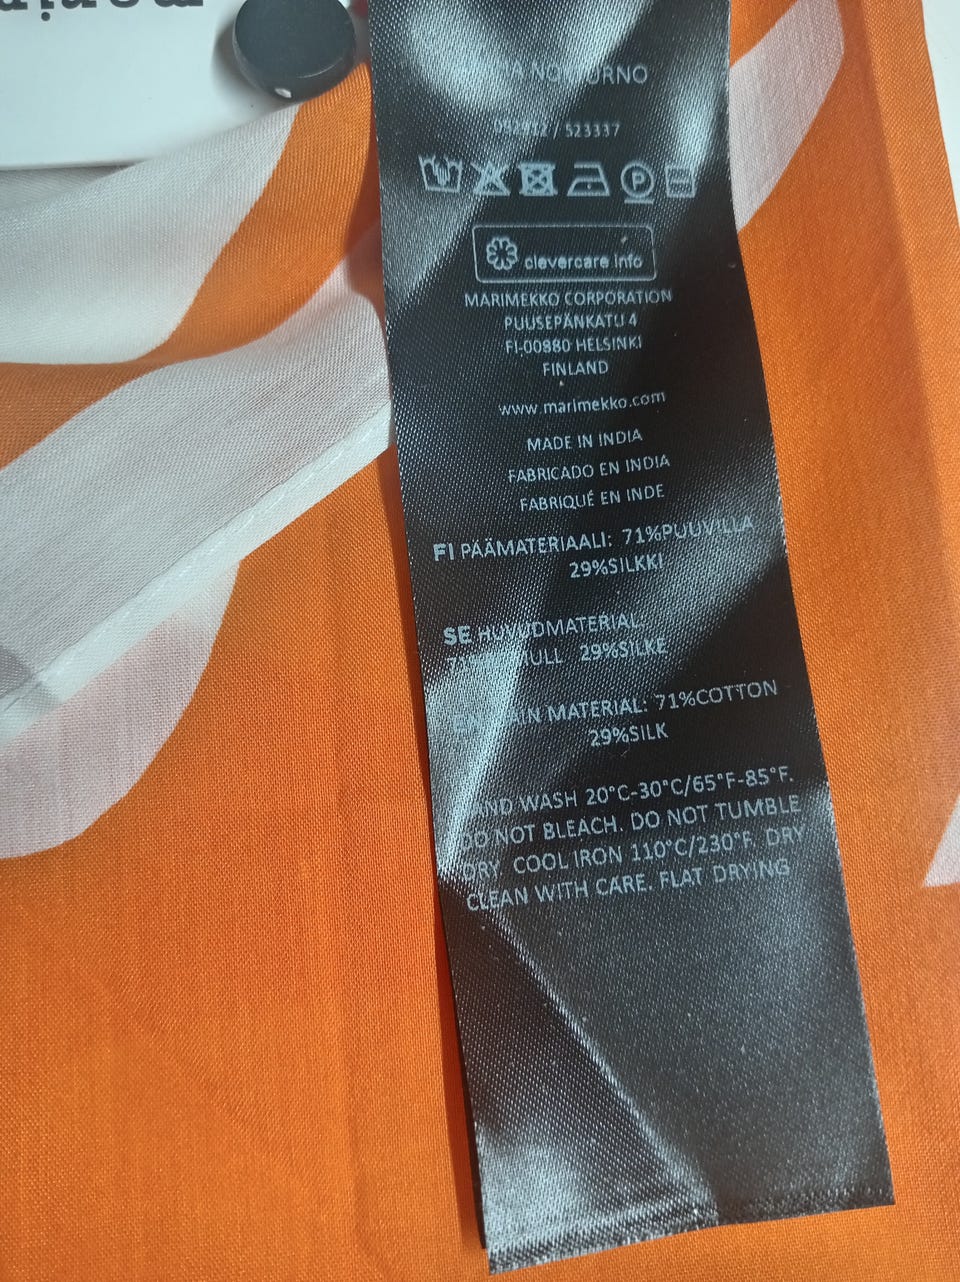 NOTTURNO
/ 523337
P
clevercare info
MARIMEKKO CORPORATION
PUUSEPÄNKATU 4
FI-00880 HELSINKI
FINLAND
www.marimekko.com
MADE IN INDIA
FABRICADO EN INDIA
FABRIQUÉ EN INDE
FI PÄÄMATERIAALI: 71%PUUVILLA
29%SILKKI
SE HUVUDMATERIAL:
29%SILKE
MAIN MATERIAL: 71%COTTON
29%SILK
HAND WASH 20°C-30°C/65°F-85°F.
DO NOT BLEACH. DO NOT TUMBLE
DRY. COOL IRON 110°C/230°F. DRY
CLEAN WITH CARE. FLAT DRYING